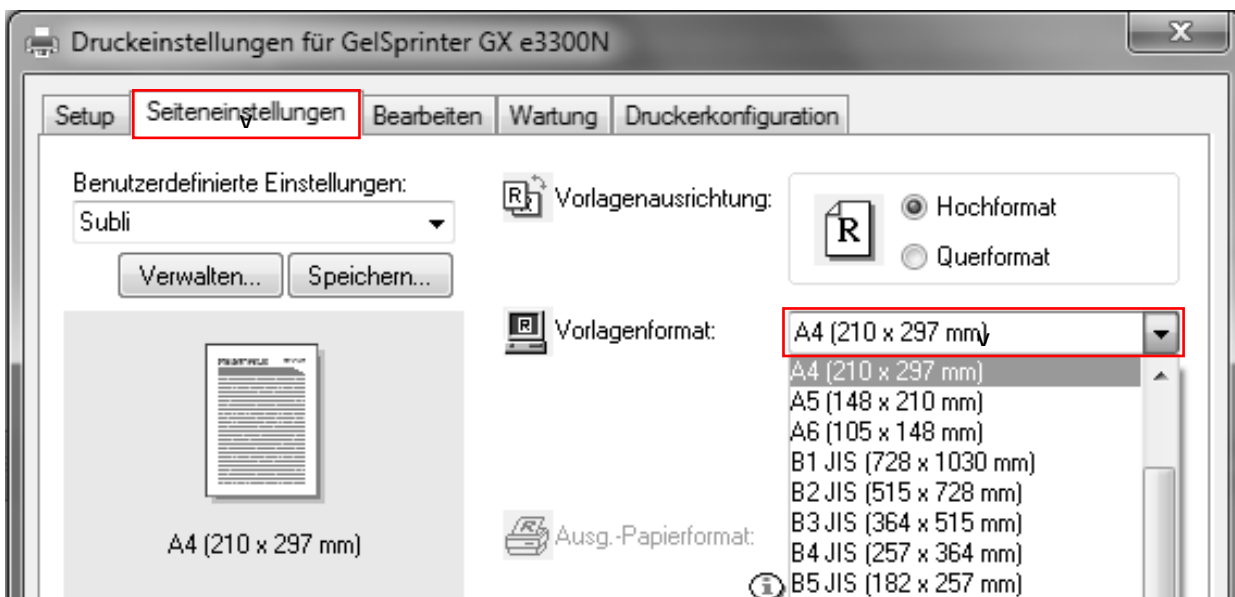 Druckeinstellungen für GelSprinter GX e3300N
Setup Seiteneinstellungen Bearbeiten Wartung Druckerkonfiguration
Benutzerdefinierte Einstellungen:
Subli
Verwalten... Speichern...
A4 (210 x 297 mm)
Vorlagenausrichtung:
R
Hochformat
Querformat
Vorlagenformat:
A4 (210 x 297 mm)
A4 (210 x 297 mm)
A5 (148 x 210 mm)
A6 (105 x 148 mm)
B1 JIS (728 x 1030 mm)
B2 JIS (515 x 728 mm)
B3 JIS (364 x 515 mm)
B4 JIS (257 x 364 mm)
B5 JIS (182 x 257 mm)
Ausg.-Papierformat: